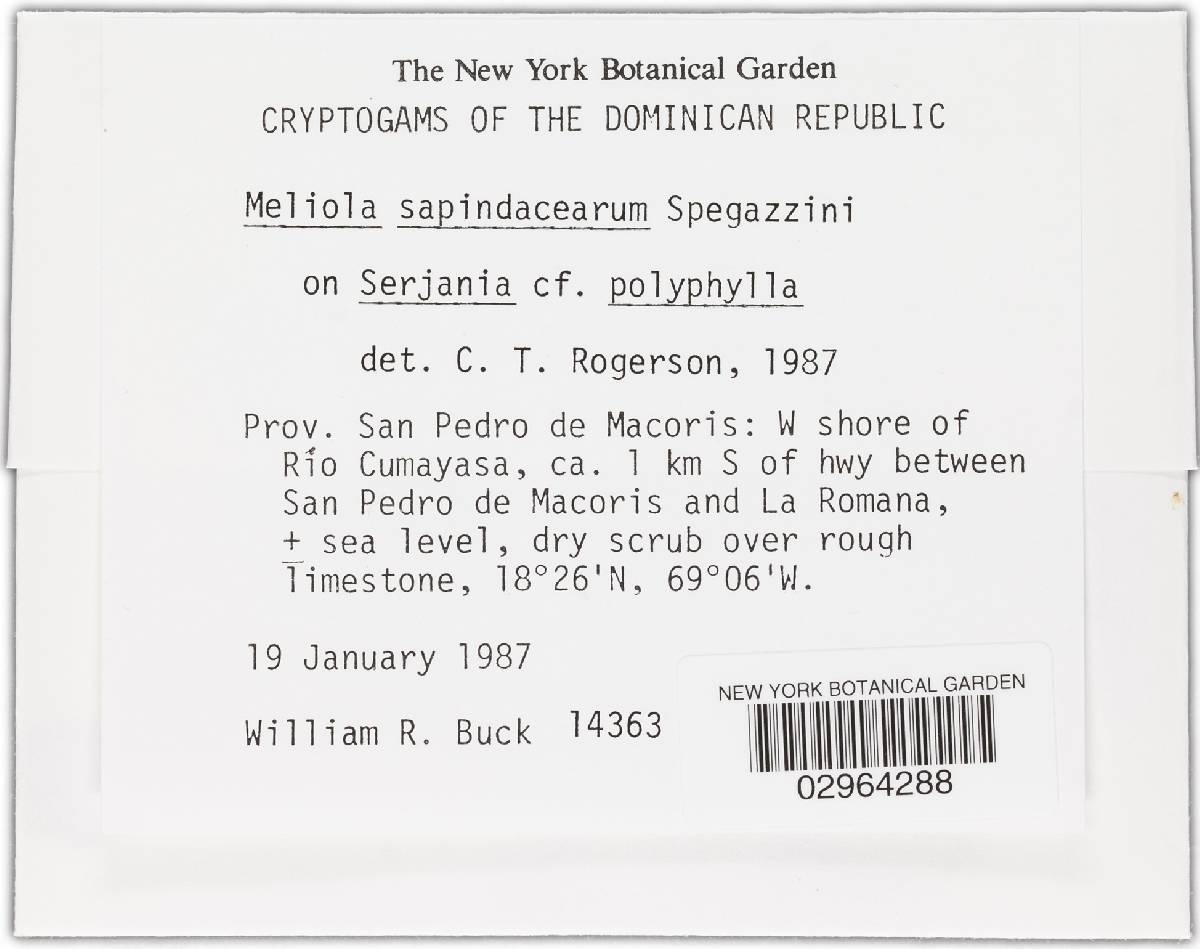 The New York Botanical Garden
CRYPTOGAMS OF THE DOMINICAN REPUBLIC
Meliola sapindacearum Spegazzini
on Serjania cf. polyphylla
det. C. T. Rogerson, 1987
Prov. San Pedro de Macoris: W shore of
Río Cumayasa, ca. 1 km S of hwy between
San Pedro de Macoris and La Romana,
± sea level, dry scrub over rough
limestone, 18°26'N, 69°06'W.
19 January 1987
William R. Buck 14363
NEW YORK BOTANICAL GARDEN
02964288